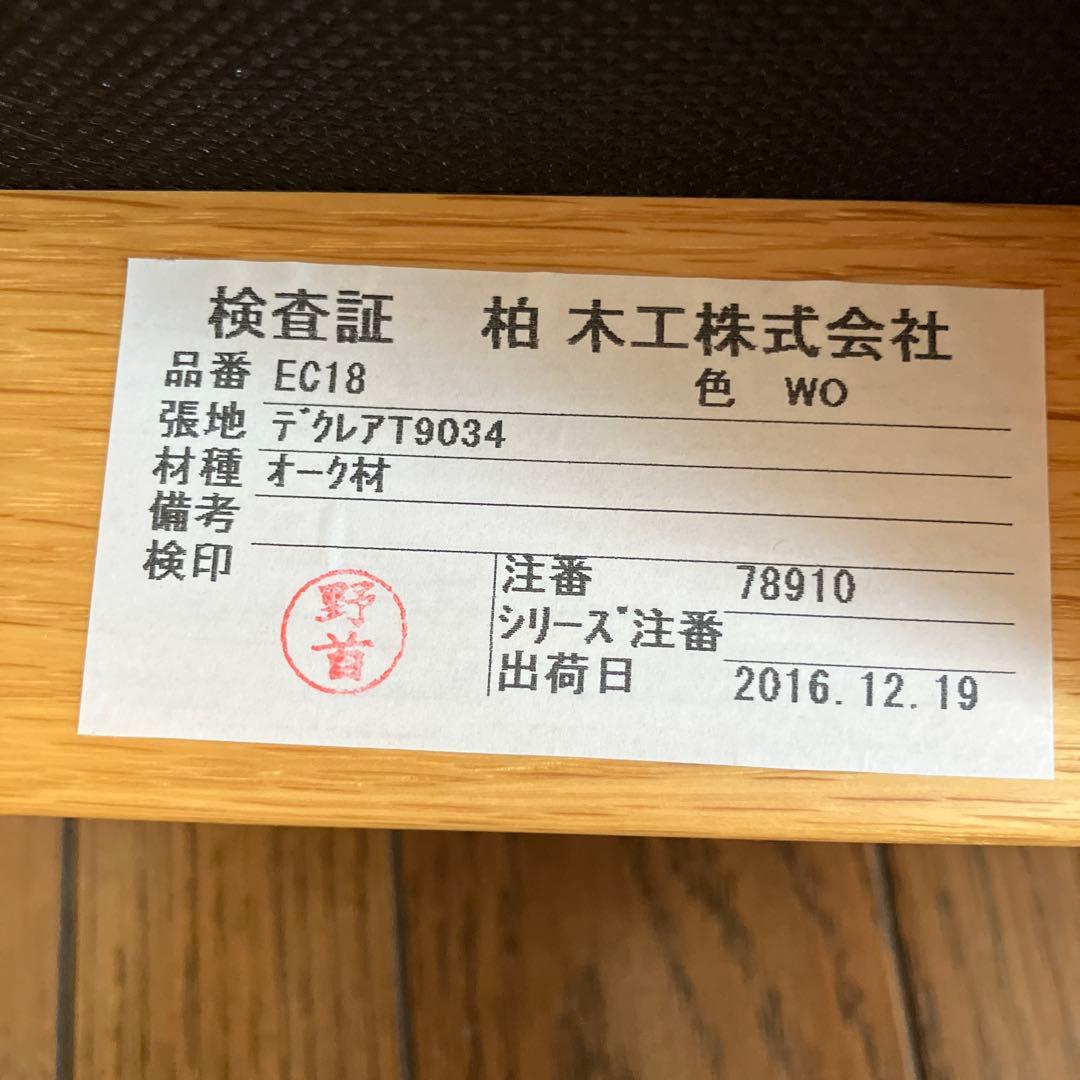 検査証　柏木工株式会社
品番 EC18　色 WO
張地 ﾃﾞｸﾚｱT9034
材種 ｵｰｸ材
備考
検印
野首
注番 78910
ｼﾘｰｽﾞ注番
出荷日 2016.12.19